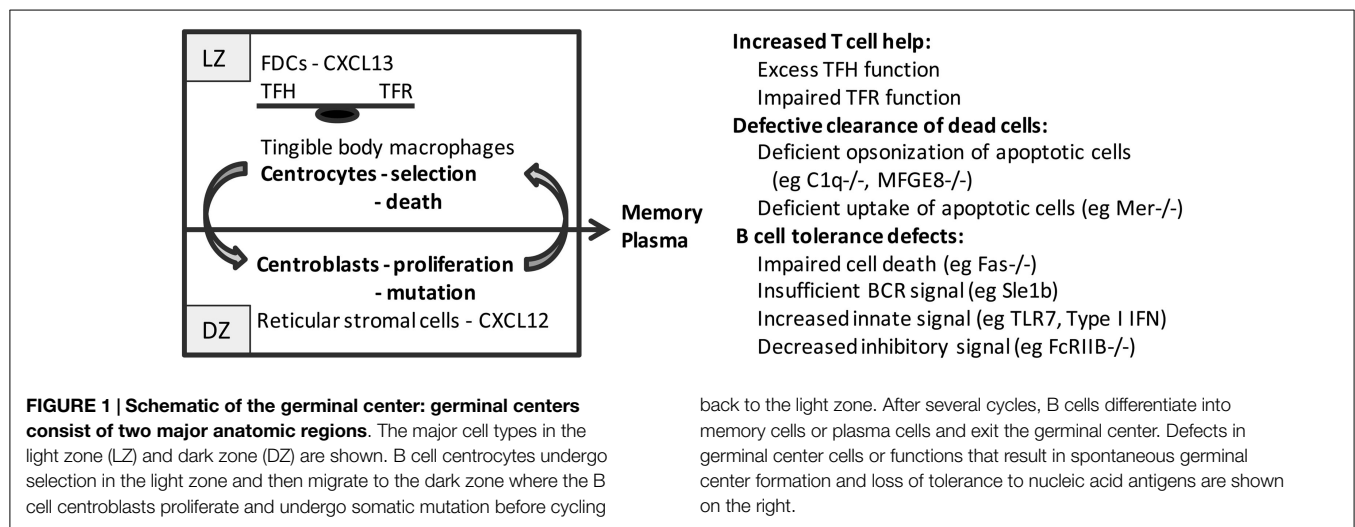 LZ
FDCs - CXCL13
TFH TFR
Tingible body macrophages
Centrocytes - selection
- death
Memory
Plasma
Centroblasts - proliferation
- mutation
Reticular stromal cells - CXCL12
DZ
Increased T cell help:
Excess TFH function
Impaired TFR function
Defective clearance of dead cells:
Deficient opsonization of apoptotic cells
(eg C1q-/-, MFGE8-/-)
Deficient uptake of apoptotic cells (eg Mer-/-)
B cell tolerance defects:
Impaired cell death (eg Fas-/-)
Insufficient BCR signal (eg Sle1b)
Increased innate signal (eg TLR7, Type I IFN)
Decreased inhibitory signal (eg FcRIIB-/-)
FIGURE 1 | Schematic of the germinal center: germinal centers
consist of two major anatomic regions. The major cell types in the
light zone (LZ) and dark zone (DZ) are shown. B cell centrocytes undergo
selection in the light zone and then migrate to the dark zone where the B
cell centroblasts proliferate and undergo somatic mutation before cycling
back to the light zone. After several cycles, B cells differentiate into
memory cells or plasma cells and exit the germinal center. Defects in
germinal center cells or functions that result in spontaneous germinal
center formation and loss of tolerance to nucleic acid antigens are shown
on the right.